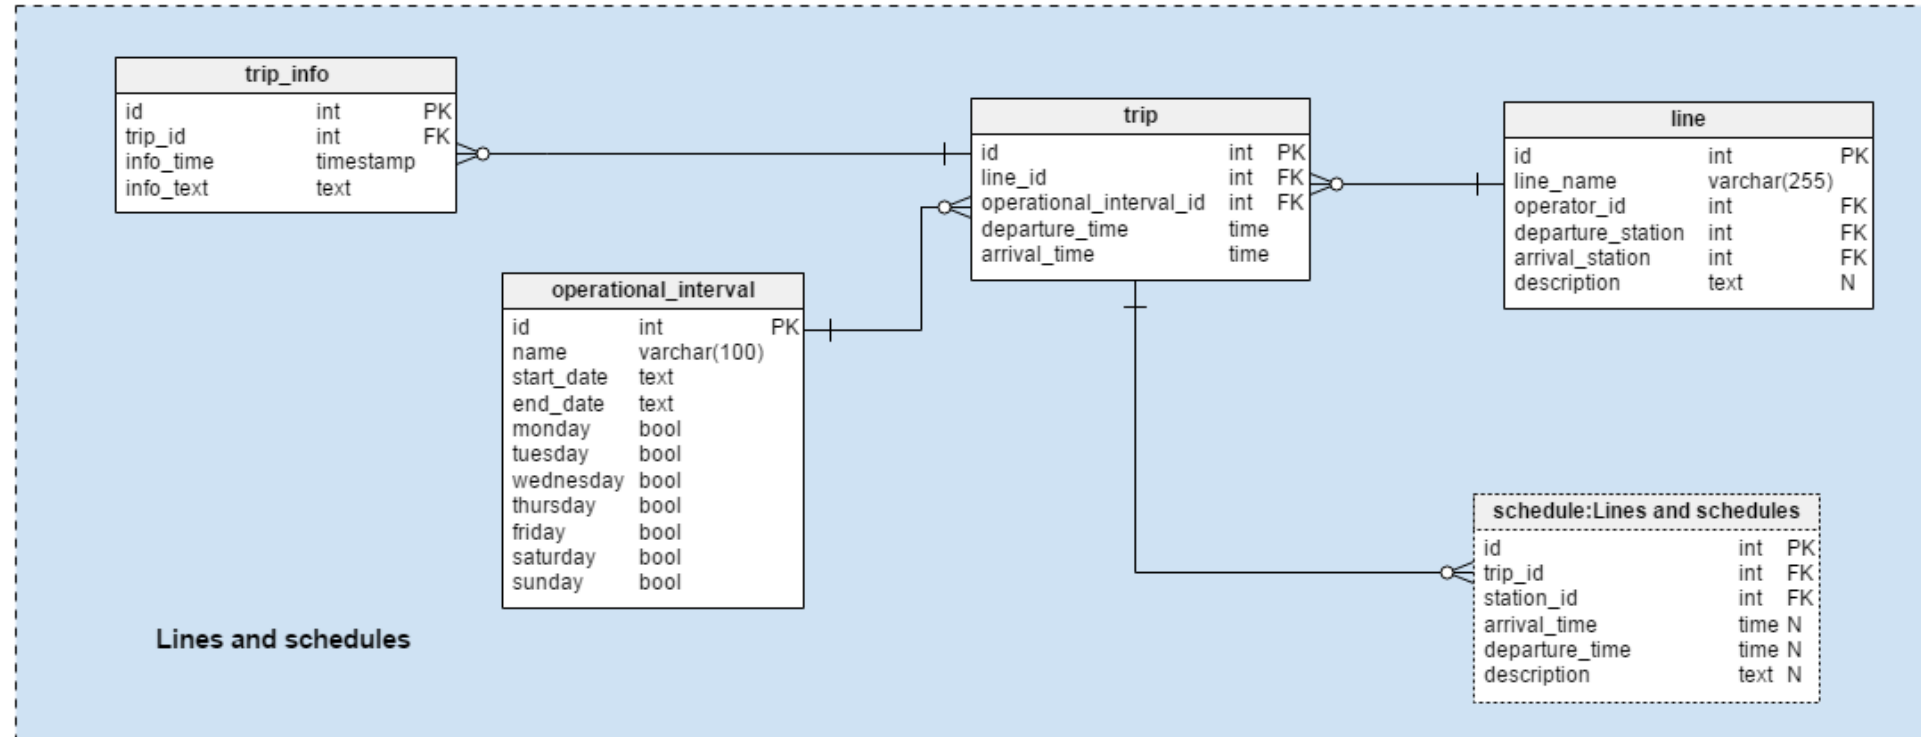 trip_info
id int PK
trip_id int FK
info_time timestamp
info_text text
trip
id int PK
line_id int FK
operational_interval_id int FK
departure_time time
arrival_time time
line
id int PK
line_name varchar(255)
operator_id int FK
departure_station int FK
arrival_station int FK
description text N
operational_interval
id int PK
name varchar(100)
start_date text
end_date text
monday bool
tuesday bool
wednesday bool
thursday bool
friday bool
saturday bool
sunday bool
schedule:Lines and schedules
id int PK
trip_id int FK
station_id int FK
arrival_time time N
departure_time time N
description text N
Lines and schedules